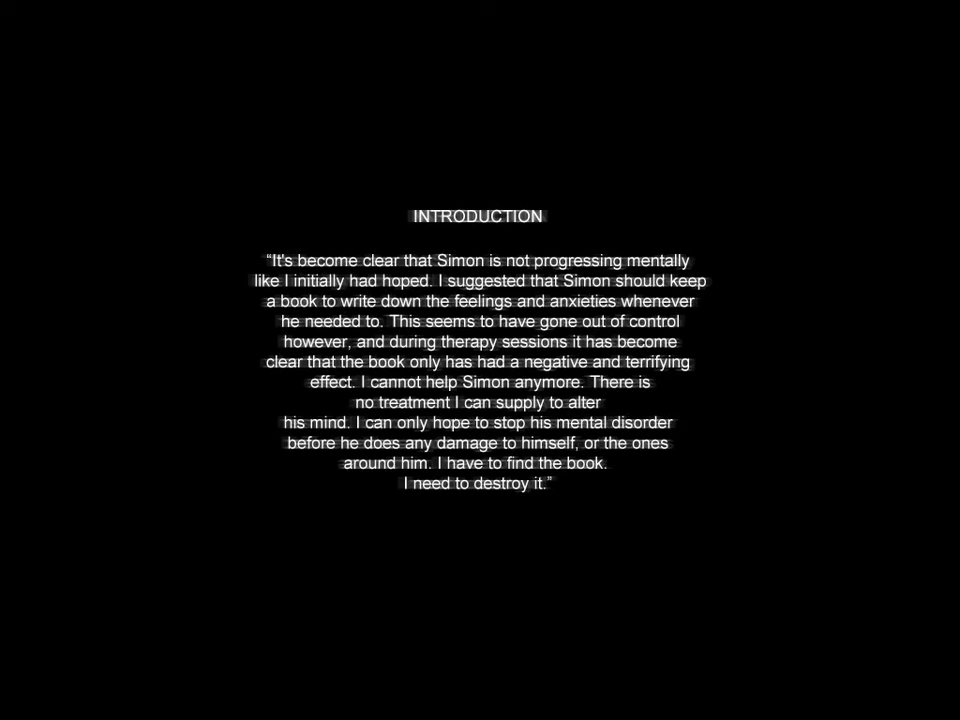 INTRODUCTION
“It's become clear that Simon is not progressing mentally
like I initially had hoped. I suggested that Simon should keep
a book to write down the feelings and anxieties whenever
he needed to. This seems to have gone out of control
however, and during therapy sessions it has become
clear that the book only has had a negative and terrifying
effect. I cannot help Simon anymore. There is
no treatment I can supply to alter
his mind. I can only hope to stop his mental disorder
before he does any damage to himself, or the ones
around him. I have to find the book.
I need to destroy it.”